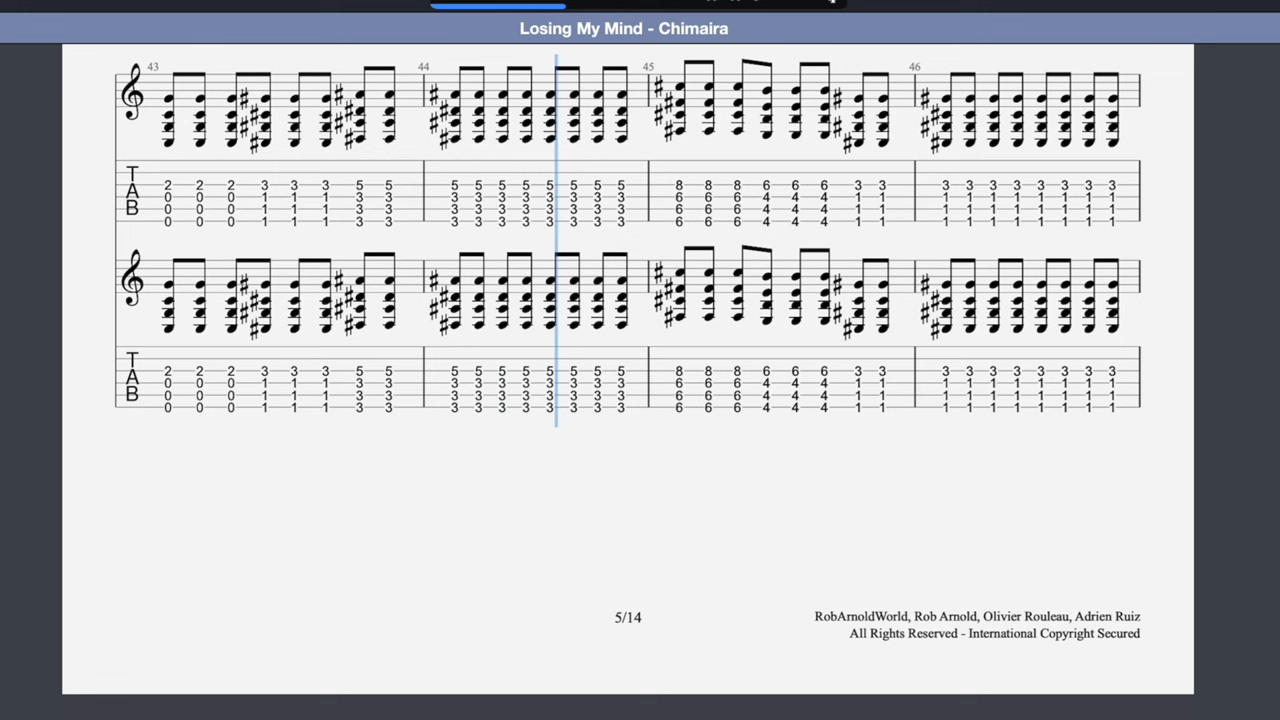 Losing My Mind - Chimaira
43 44 45 46
T 2 2 2 3 3 3 5 5 5 5 5 5 5 5 5 5 8 8 8 6 6 6 3 3 3 3 3 3 3 3 3 3
A 0 0 0 1 1 1 3 3 3 3 3 3 3 3 3 3 6 6 6 4 4 4 1 1 1 1 1 1 1 1 1 1
B 0 0 0 1 1 1 3 3 3 3 3 3 3 3 3 3 6 6 6 4 4 4 1 1 1 1 1 1 1 1 1 1
0 0 0 1 1 1 3 3 3 3 3 3 3 3 3 3 6 6 6 4 4 4 1 1 1 1 1 1 1 1 1 1
T 2 2 2 3 3 3 5 5 5 5 5 5 5 5 5 5 8 8 8 6 6 6 3 3 3 3 3 3 3 3 3 3
A 0 0 0 1 1 1 3 3 3 3 3 3 3 3 3 3 6 6 6 4 4 4 1 1 1 1 1 1 1 1 1 1
B 0 0 0 1 1 1 3 3 3 3 3 3 3 3 3 3 6 6 6 4 4 4 1 1 1 1 1 1 1 1 1 1
0 0 0 1 1 1 3 3 3 3 3 3 3 3 3 3 6 6 6 4 4 4 1 1 1 1 1 1 1 1 1 1
5/14
RobArnoldWorld, Rob Arnold, Olivier Rouleau, Adrien Ruiz
All Rights Reserved - International Copyright Secured